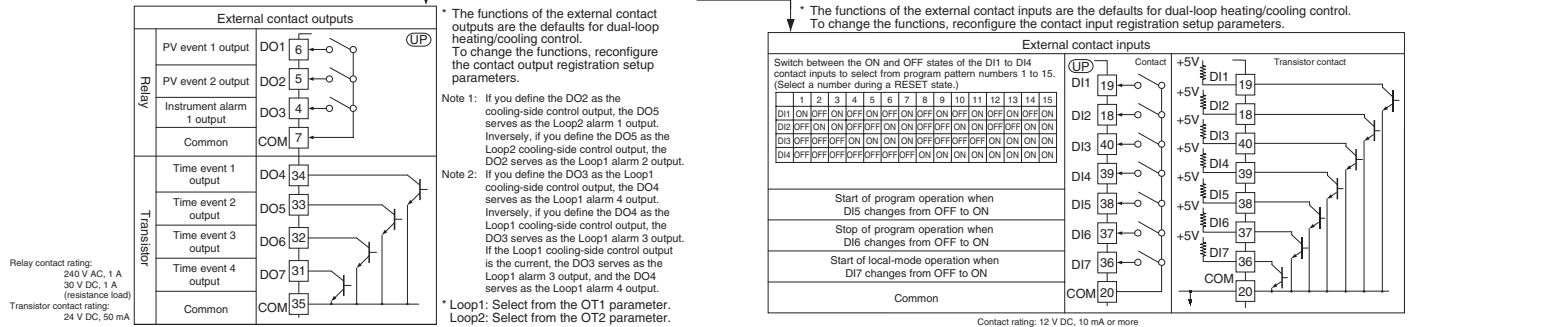 External contact outputs
Relay
PV event 1 output DO1 6
PV event 2 output DO2 5
Instrument alarm
1 output DO3 4
Common COM 7
UP
Transistor
Time event 1
output DO4 34
Time event 2
output DO5 33
Time event 3
output DO6 32
Time event 4
output DO7 31
Common COM 35
Relay contact rating:
240 V AC, 1 A
30 V DC, 1 A
(resistance load)
Transistor contact rating:
24 V DC, 50 mA
* The functions of the external contact
outputs are the defaults for dual-loop
heating/cooling control.
To change the functions, reconfigure
the contact output registration setup
parameters.
Note 1: If you define the DO2 as the
cooling-side control output, the DO5
serves as the Loop2 alarm 1 output.
Inversely, if you define the DO5 as the
Loop2 cooling-side control output, the
DO2 serves as the Loop1 alarm 2 output.
Note 2: If you define the DO3 as the Loop1
cooling-side control output, the DO4
serves as the Loop1 alarm 4 output.
Inversely, if you define the DO4 as the
Loop1 cooling-side control output, the
DO3 serves as the Loop1 alarm 3 output.
If the Loop1 cooling-side control output
is the current, the DO3 serves as the
Loop1 alarm 3 output, and the DO4
serves as the Loop1 alarm 4 output.
* Loop1: Select from the OT1 parameter.
Loop2: Select from the OT2 parameter.
* The functions of the external contact inputs are the defaults for dual-loop heating/cooling control.
To change the functions, reconfigure the contact input registration setup parameters.
External contact inputs
Switch between the ON and OFF states of the DI1 to DI4
contact inputs to select from program pattern numbers 1 to 15.
(Select a number during a RESET state.)
1 2 3 4 5 6 7 8 9 10 11 12 13 14 15
DI1 ON OFF ON OFF ON OFF ON OFF ON OFF ON OFF ON OFF ON
DI2 OFF ON ON OFF OFF ON ON OFF OFF ON ON OFF OFF ON ON
DI3 OFF OFF OFF ON ON ON ON OFF OFF OFF OFF ON ON ON ON
DI4 OFF OFF OFF OFF OFF OFF OFF ON ON ON ON ON ON ON ON
Start of program operation when
DI5 changes from OFF to ON
Stop of program operation when
DI6 changes from OFF to ON
Start of local-mode operation when
DI7 changes from OFF to ON
Common
UP Contact
DI1 19
DI2 18
DI3 40
DI4 39
DI5 38
DI6 37
DI7 36
COM 20
Transistor contact
+5V DI1 19
+5V DI2 18
+5V DI3 40
+5V DI4 39
+5V DI5 38
+5V DI6 37
+5V DI7 36
COM 20
Contact rating: 12 V DC, 10 mA or more